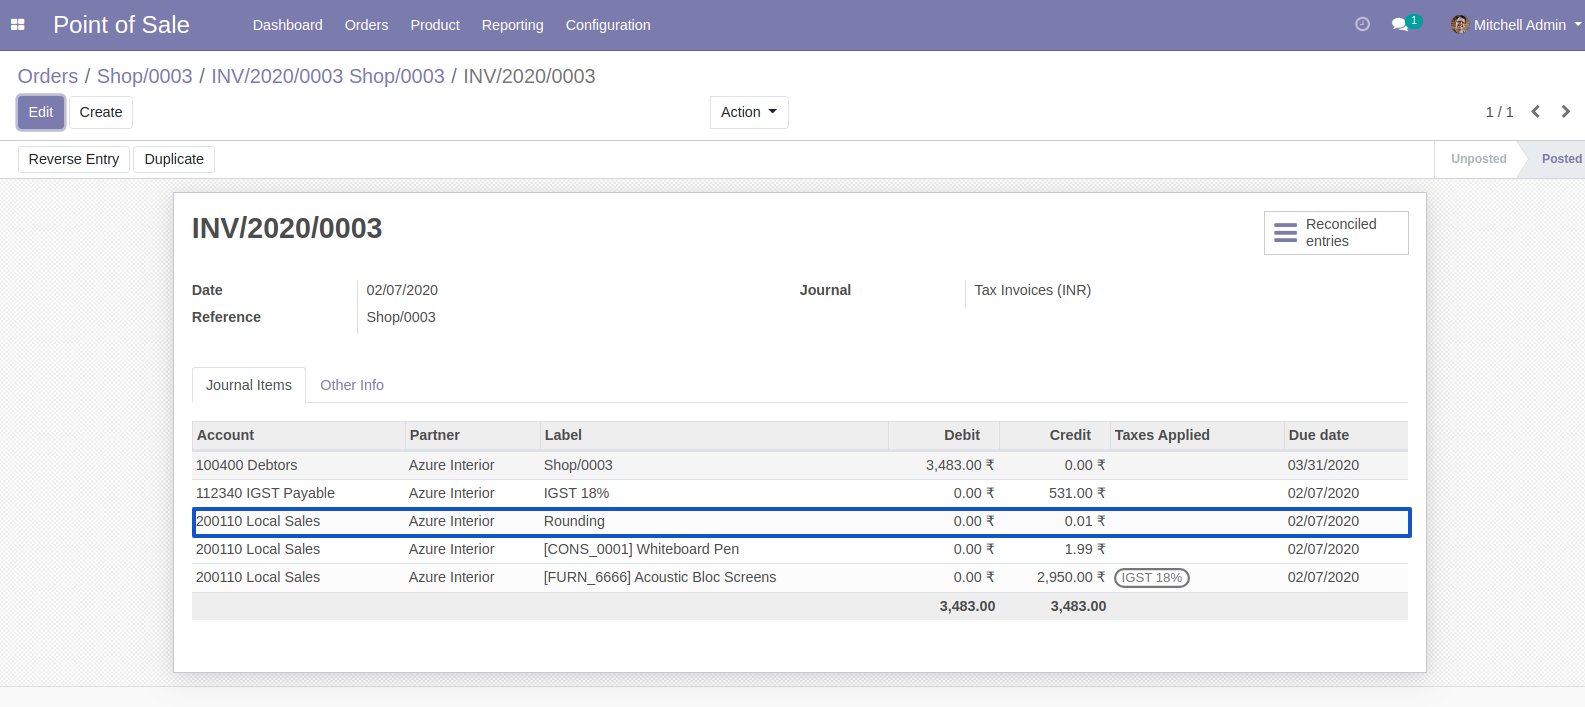 Point of Sale Dashboard Orders Product Reporting Configuration 1 Mitchell Admin
Orders / Shop/0003 / INV/2020/0003 Shop/0003 / INV/2020/0003
Edit Create Action 1 / 1
Reverse Entry Duplicate Unposted Posted
INV/2020/0003
Reconciled
entries
Date 02/07/2020 Journal Tax Invoices (INR)
Reference Shop/0003
Journal Items Other Info
Account Partner Label Debit Credit Taxes Applied Due date
100400 Debtors Azure Interior Shop/0003 3,483.00 ₹ 0.00 ₹ 03/31/2020
112340 IGST Payable Azure Interior IGST 18% 0.00 ₹ 531.00 ₹ 02/07/2020
200110 Local Sales Azure Interior Rounding 0.00 ₹ 0.01 ₹ 02/07/2020
200110 Local Sales Azure Interior [CONS_0001] Whiteboard Pen 0.00 ₹ 1.99 ₹ 02/07/2020
200110 Local Sales Azure Interior [FURN_6666] Acoustic Bloc Screens 0.00 ₹ 2,950.00 ₹ IGST 18% 02/07/2020
3,483.00 3,483.00